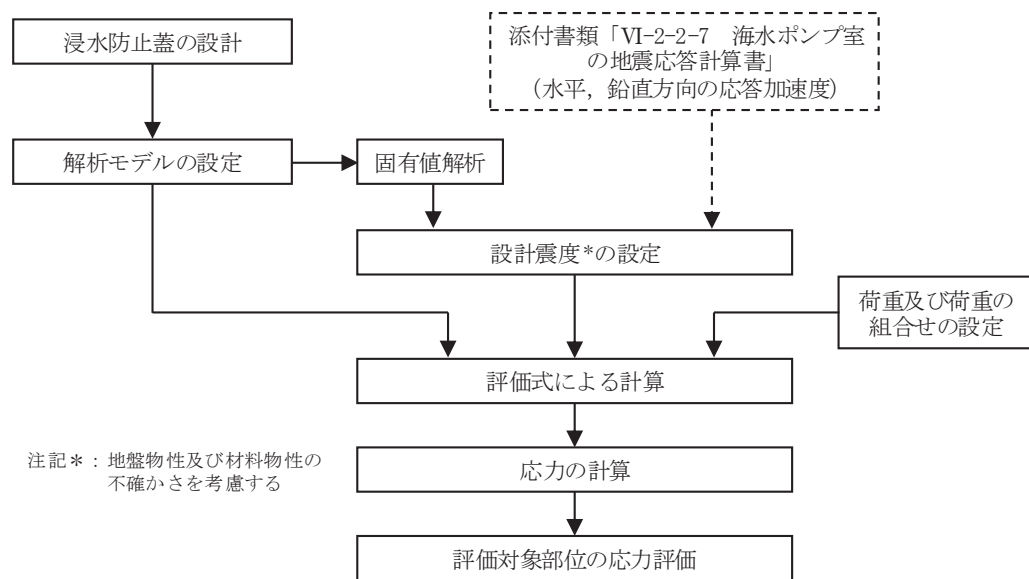 浸水防止蓋の設計
添付書類「Ⅵ-2-2-7 海水ポンプ室
の地震応答計算書」
（水平，鉛直方向の応答加速度）
解析モデルの設定
固有値解析
設計震度*の設定
荷重及び荷重の
組合せの設定
評価式による計算
注記＊：地盤物性及び材料物性の
不確かさを考慮する
応力の計算
評価対象部位の応力評価